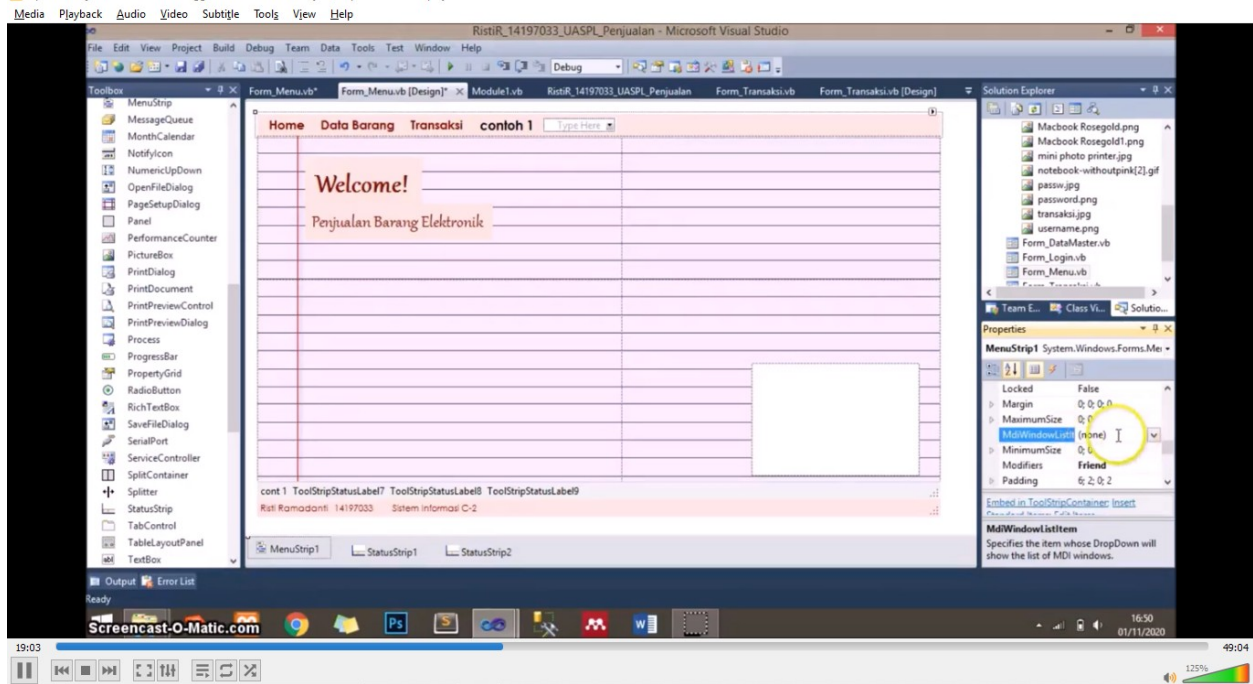 Media Playback Audio Video Subtitle Tools View Help
RistiR_14197033_UASPL_Penjualan - Microsoft Visual Studio
File Edit View Project Build Debug Team Data Tools Test Window Help
Debug
Toolbox
Form_Menu.vb* Form_Menu.vb [Design]* Module1.vb RistiR_14197033_UASPL_Penjualan Form_Transaksi.vb Form_Transaksi.vb [Design]
Solution Explorer
MenuStrip
MessageQueue
MonthCalendar
NotifyIcon
NumericUpDown
OpenFileDialog
PageSetupDialog
Panel
PerformanceCounter
PictureBox
PrintDialog
PrintDocument
PrintPreviewControl
PrintPreviewDialog
Process
ProgressBar
PropertyGrid
RadioButton
RichTextBox
SaveFileDialog
SerialPort
ServiceController
SplitContainer
Splitter
StatusStrip
TabControl
TableLayoutPanel
TextBox
Home Data Barang Transaksi contoh 1 Type Here
Welcome!
Penjualan Barang Elektronik
cont 1 ToolStripStatusLabel7 ToolStripStatusLabel8 ToolStripStatusLabel9
Risti Ramadanti 14197033 Sistem Informasi C-2
MenuStrip1 StatusStrip1 StatusStrip2
Macbook Rosegold.png
Macbook Rosegold1.png
mini photo printer.jpg
notebook-withoutpink[2].gif
passw.jpg
password.png
transaksi.jpg
username.png
Form_DataMaster.vb
Form_Login.vb
Form_Menu.vb
Team E... Class Vi... Solutio...
Properties
MenuStrip1 System.Windows.Forms.Me
Locked False
Margin 0; 0; 0; 0
MaximumSize 0; 0
MdiWindowListIt (none)
MinimumSize 0; 0
Modifiers Friend
Padding 6; 2; 0; 2
Embed in ToolStripContainer, Insert
MdiWindowListItem
Specifies the item whose DropDown will
show the list of MDI windows.
Output Error List
Ready
Screencast-O-Matic.com
Ps
S
W
16:50
01/11/2020
19:03
49:04
125%